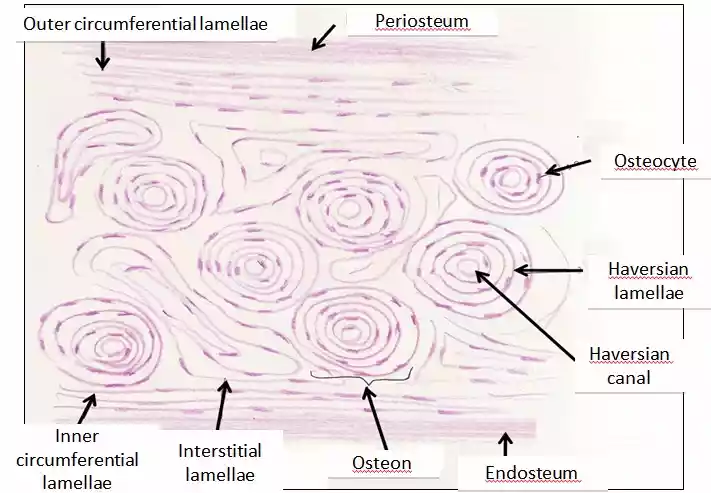 Outer circumferential lamellae
Periosteum
Osteocyte
Haversian
lamellae
Haversian
canal
Inner
circumferential
lamellae
Interstitial
lamellae
Osteon
Endosteum